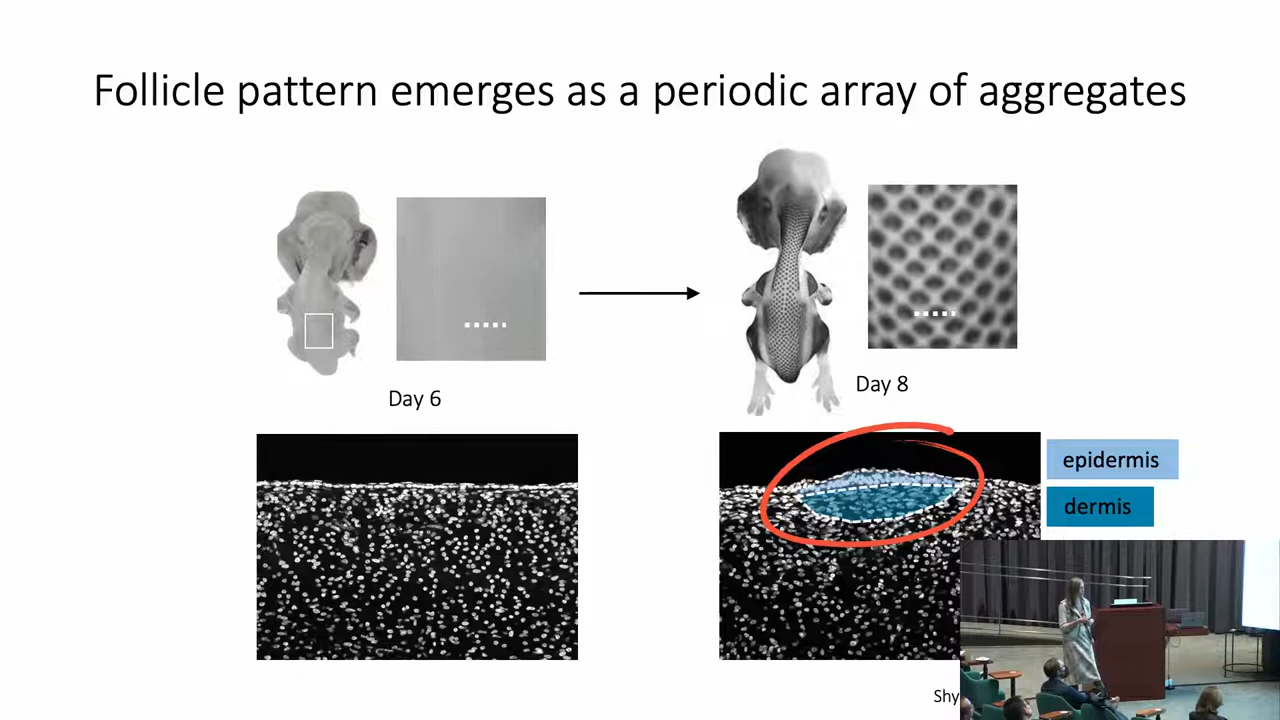 Follicle pattern emerges as a periodic array of aggregates
Day 6
Day 8
epidermis
dermis
Shy